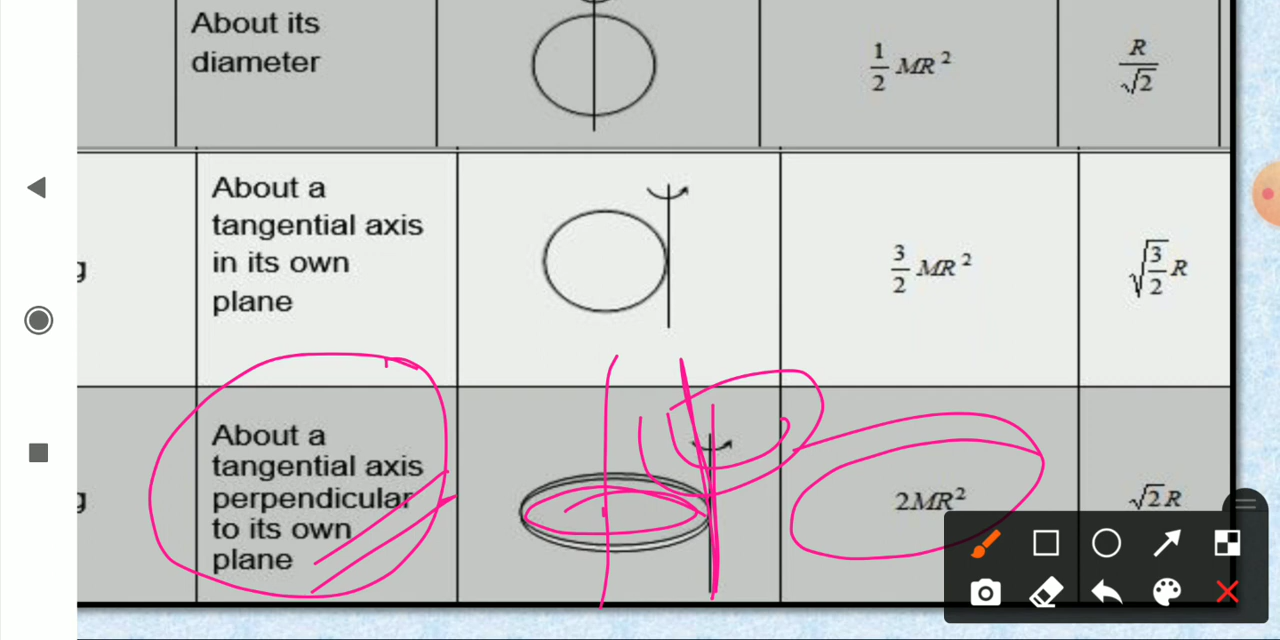 About its
diameter
1/2 MR²
R/√2
About a
tangential axis
in its own
plane
g
3/2 MR²
√(3/2) R
About a
tangential axis
perpendicular
to its own
plane
g
2MR²
√2R